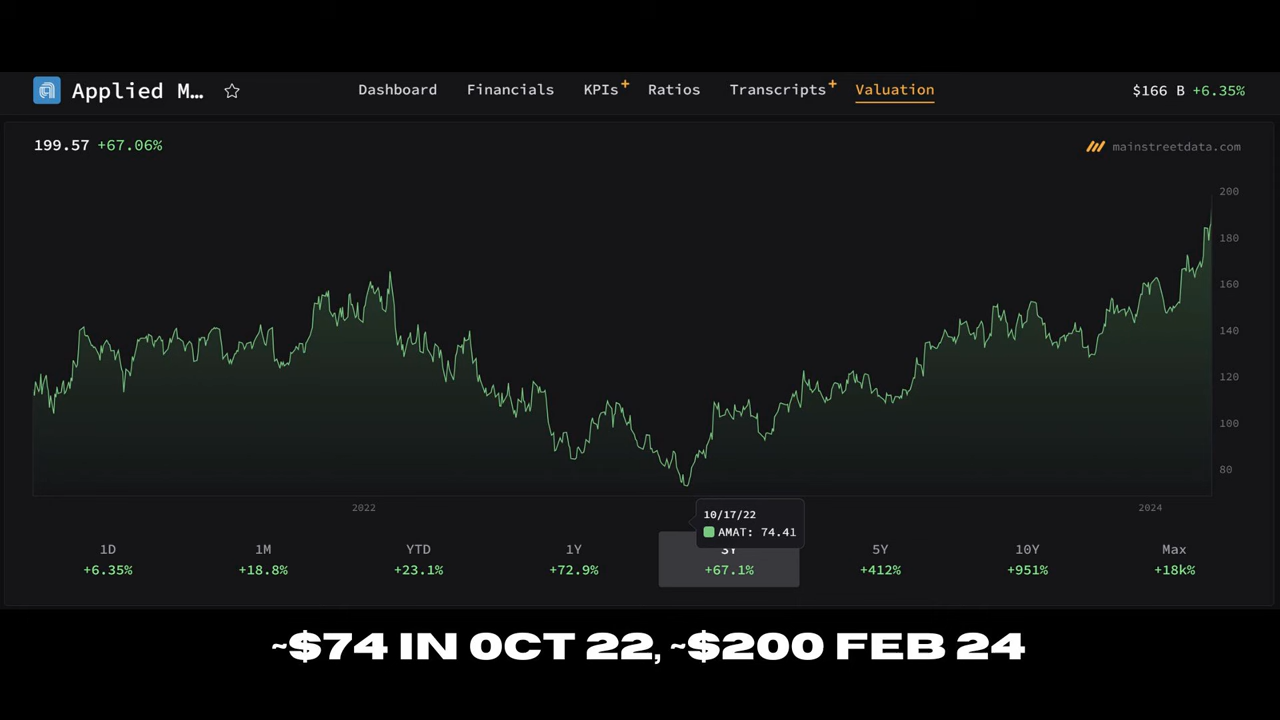 Applied M… Dashboard Financials KPIs+ Ratios Transcripts+ Valuation $166 B +6.35%
199.57 +67.06%
mainstreetdata.com
200
180
160
140
120
100
80
2022 2024
10/17/22
AMAT: 74.41
1D 1M YTD 1Y 3Y 5Y 10Y Max
+6.35% +18.8% +23.1% +72.9% +67.1% +412% +951% +18k%
~$74 IN OCT 22, ~$200 FEB 24